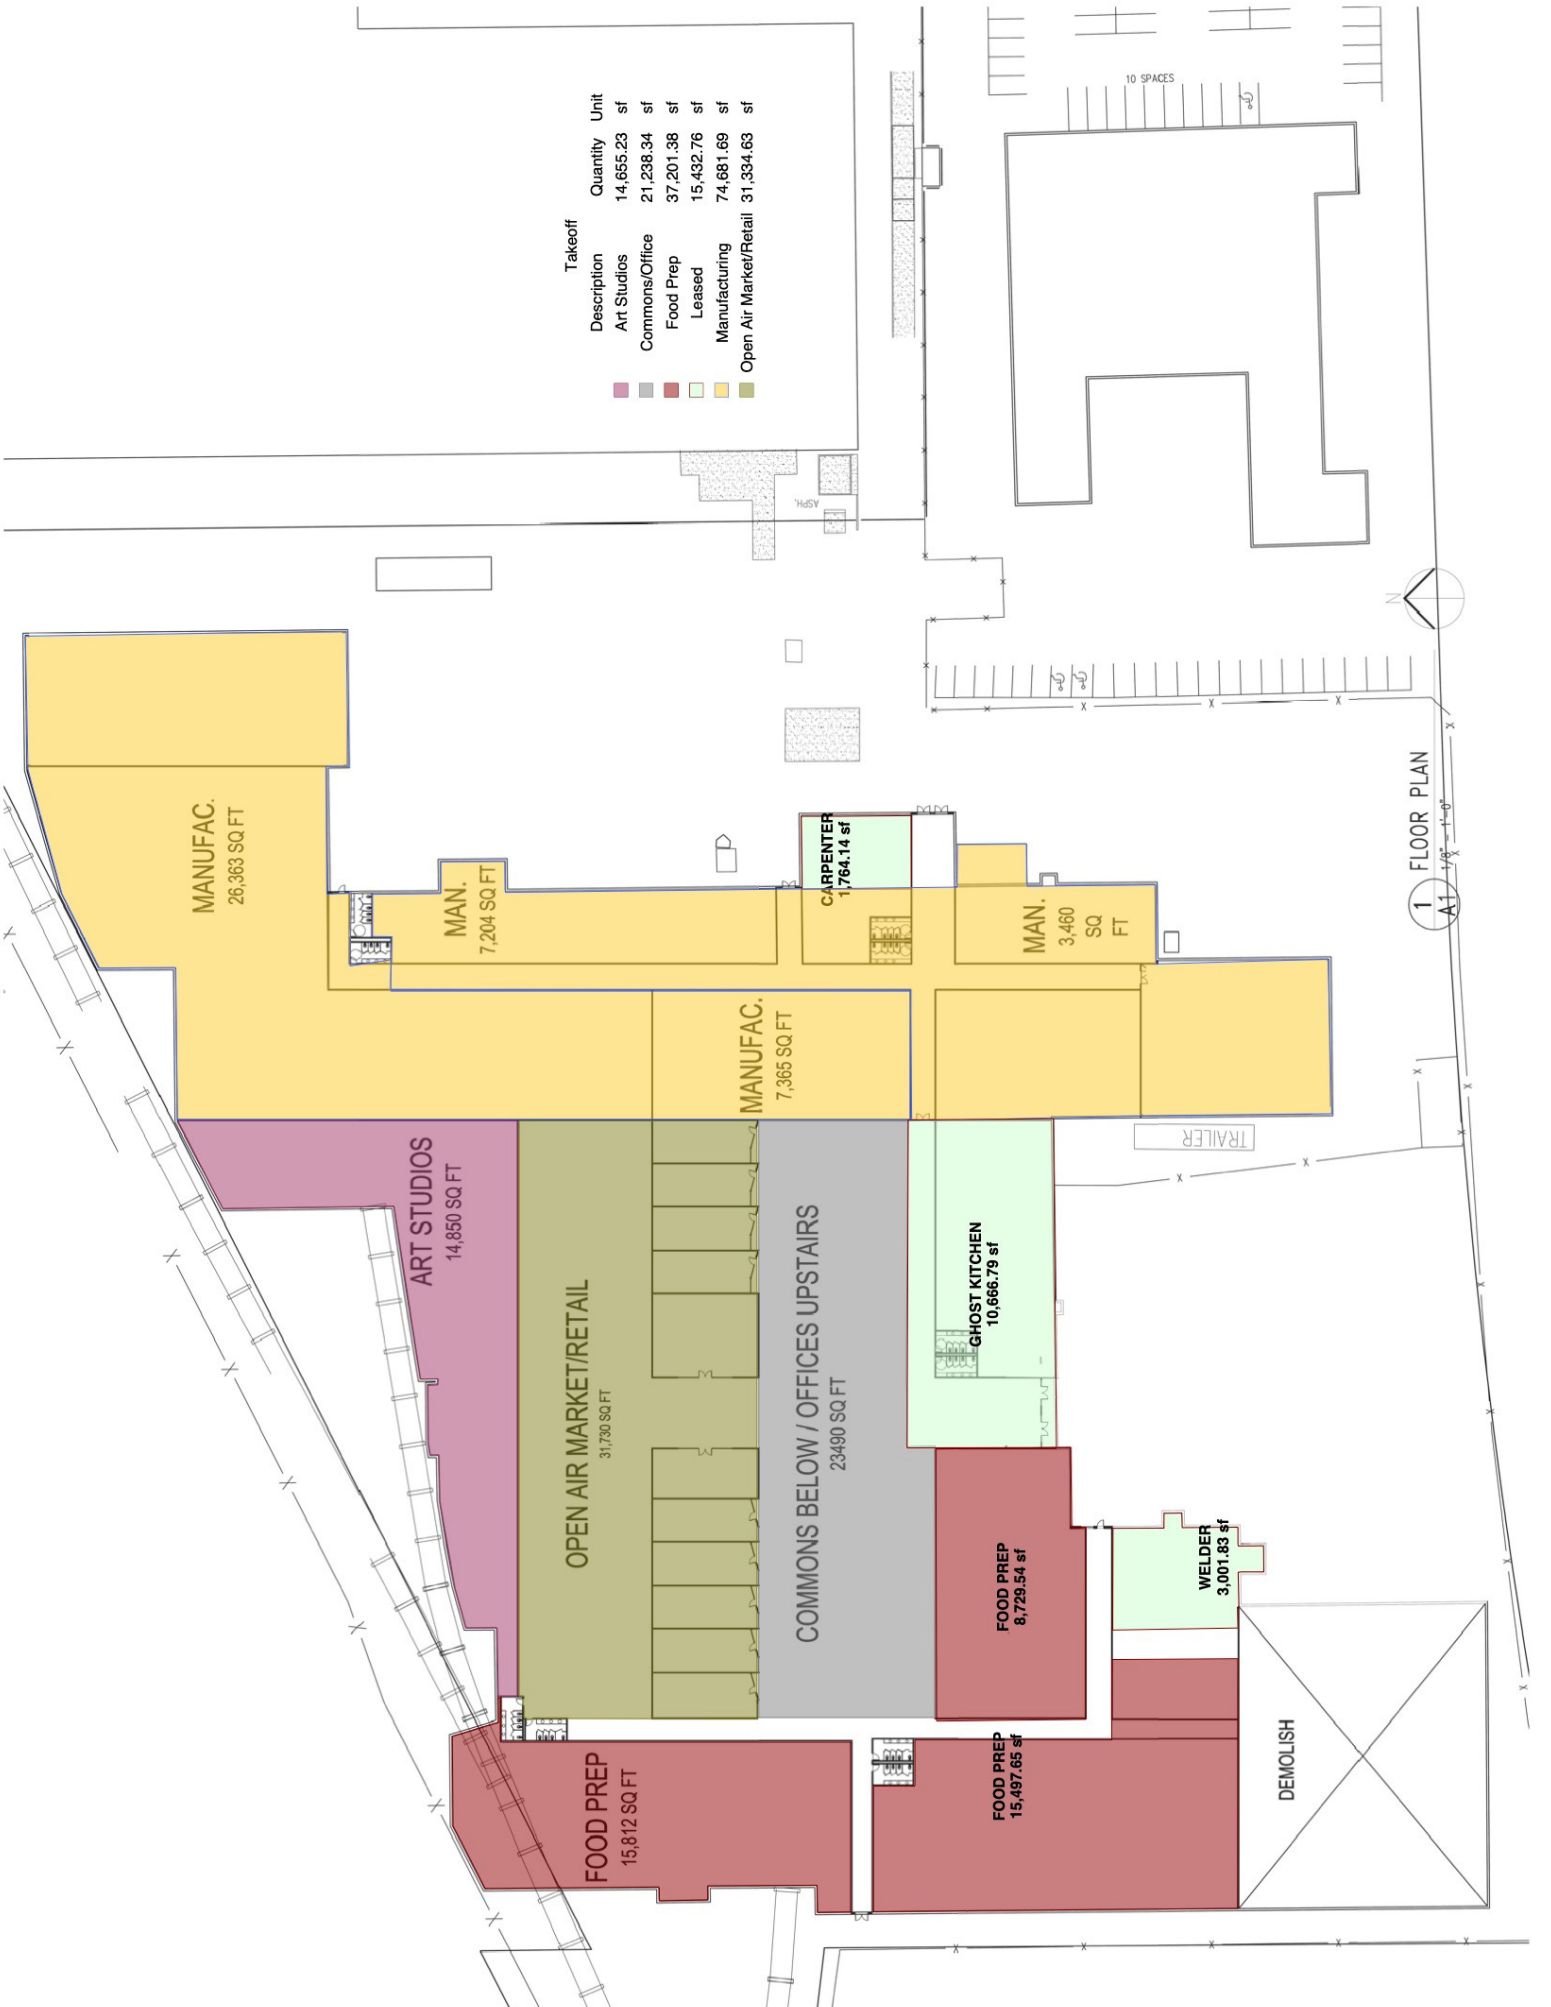 Takeoff
Description Quantity Unit
Art Studios 14,655.23 sf
Commons/Office 21,238.34 sf
Food Prep 37,201.38 sf
Leased 15,432.76 sf
Manufacturing 74,681.69 sf
Open Air Market/Retail 31,334.63 sf
10 SPACES
ASPH.
N
MANUFAC.
26,363 SQ FT
MAN.
7,204 SQ FT
CARPENTER
1,764.14 sf
MAN.
3,460
SQ
FT
MANUFAC.
7,365 SQ FT
1
A1
FLOOR PLAN
1/8" = 1'-0"
TRAILER
ART STUDIOS
14,850 SQ FT
OPEN AIR MARKET/RETAIL
31,730 SQ FT
COMMONS BELOW / OFFICES UPSTAIRS
23490 SQ FT
GHOST KITCHEN
10,666.79 sf
FOOD PREP
8,729.54 sf
WELDER
3,001.83 sf
FOOD PREP
15,812 SQ FT
FOOD PREP
15,497.65 sf
DEMOLISH